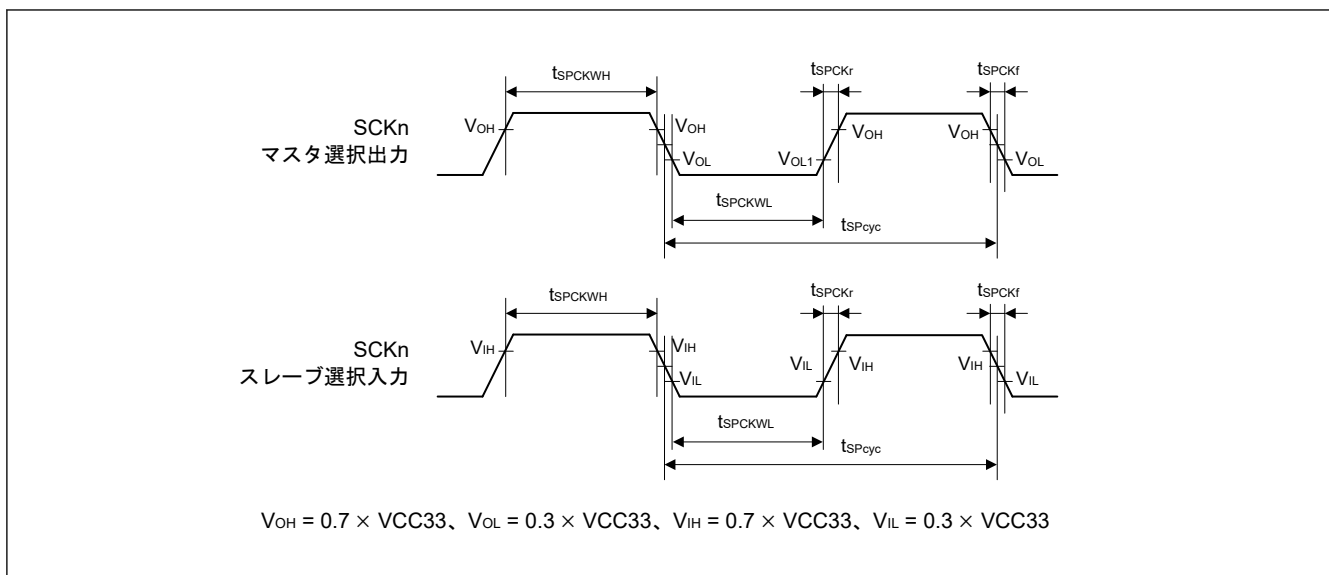 tSPCKWH
tSPCKr
tSPCKf
SCKn
マスタ選択出力
VOH
VOH
VOL
VOL1
VOH
VOH
VOL
tSPCKWL
tSPcyc
tSPCKWH
tSPCKr
tSPCKf
SCKn
スレーブ選択入力
VIH
VIH
VIL
VIL
VIH
VIH
VIL
tSPCKWL
tSPcyc
VOH = 0.7 × VCC33、VOL = 0.3 × VCC33、VIH = 0.7 × VCC33、VIL = 0.3 × VCC33